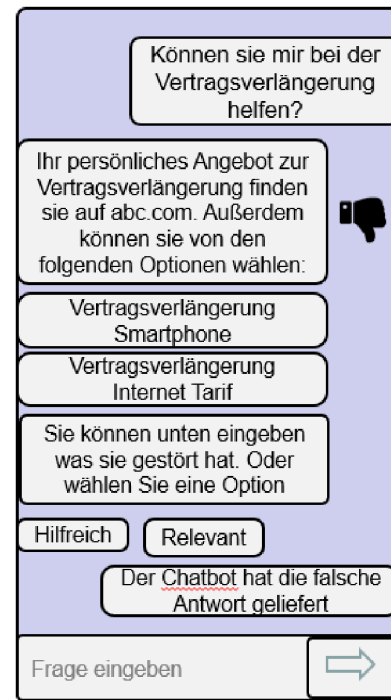 Können sie mir bei der
Vertragsverlängerung
helfen?
Ihr persönliches Angebot zur
Vertragsverlängerung finden
sie auf abc.com. Außerdem
können sie von den
folgenden Optionen wählen:
Vertragsverlängerung
Smartphone
Vertragsverlängerung
Internet Tarif
Sie können unten eingeben
was sie gestört hat. Oder
wählen Sie eine Option
Hilfreich
Relevant
Der Chatbot hat die falsche
Antwort geliefert
Frage eingeben